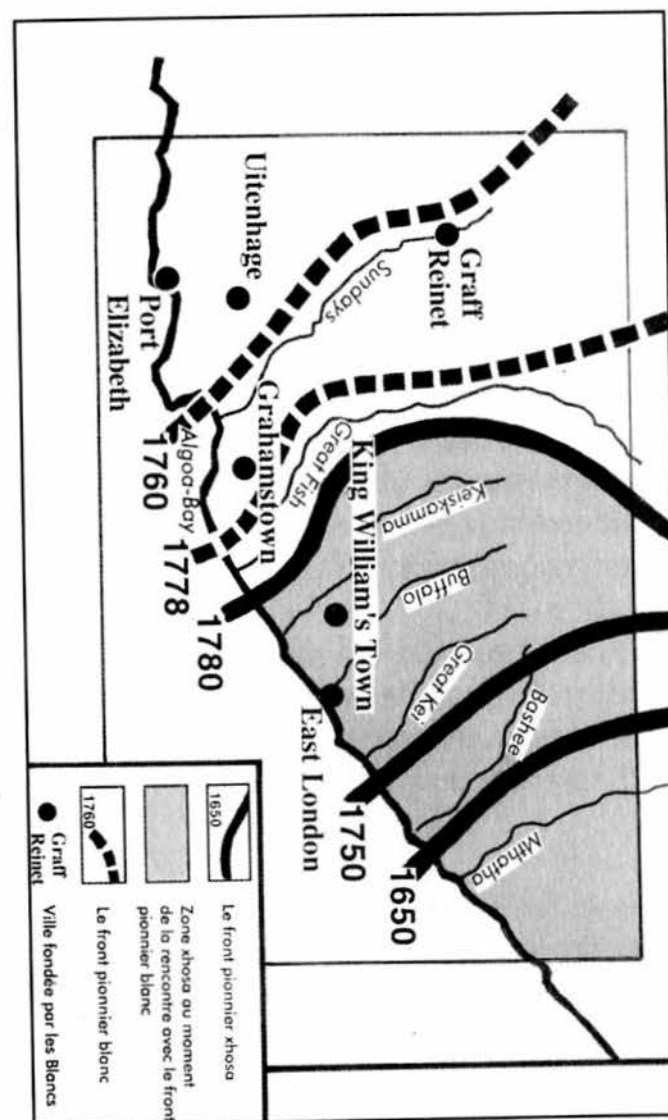 Graff
Reinet
Sundays
Uitenhage
Port
Elizabeth
Algoa-Bay
Grahamstown
Great Fish
King William's Town
Keiskamma
Buffalo
Great Kei
Bashee
Mthatha
East London
1760
1778
1780
1750
1650
1650
Le front pionnier xhosa
Zone xhosa au moment
de la rencontre avec le front
pionnier blanc
1760
Le front pionnier blanc
Graff
Reinet
Ville fondée par les Blancs